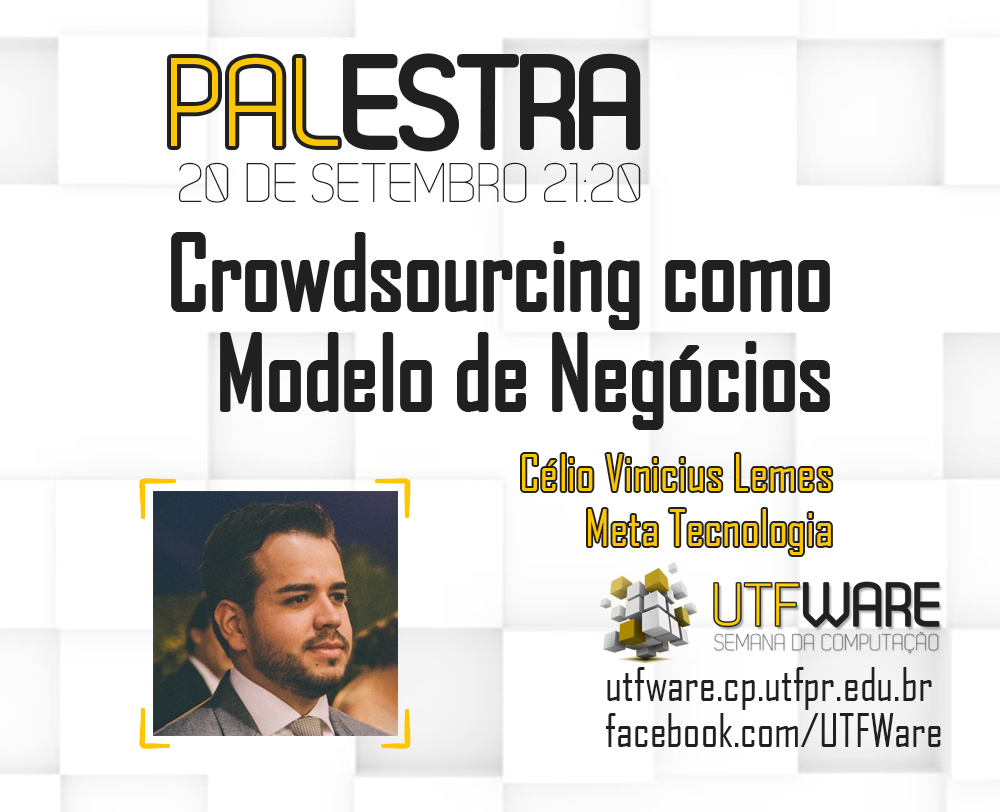 PALESTRA
20 DE SETEMBRO 21:20
Crowdsourcing como
Modelo de Negócios
Célio Vinicius Lemes
Meta Tecnologia
UTFWARE
SEMANA DA COMPUTAÇÃO
utfware.cp.utfpr.edu.br
facebook.com/UTFWare